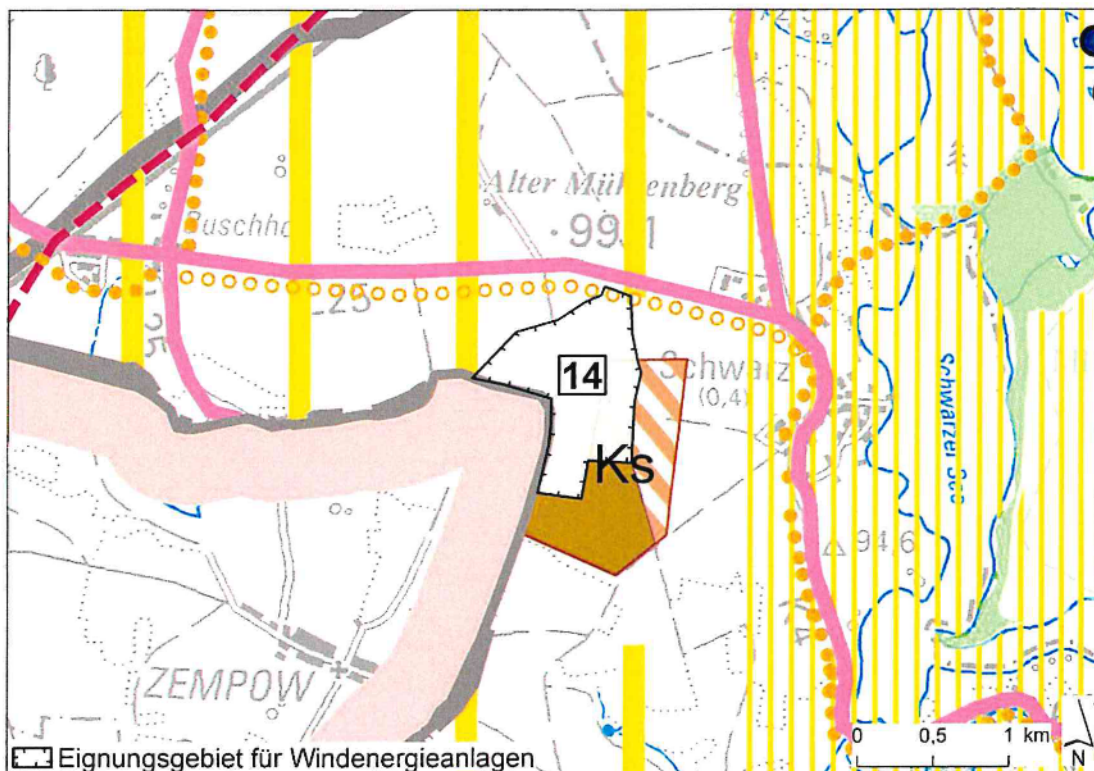 Alter Mühlenberg
Buschho
99,1
25
25
14
Schwarz
(0,4)
Ks
Schwarzer See
94,6
ZEMPOW
Eignungsgebiet für Windenergieanlagen
0 0,5 1 km
N